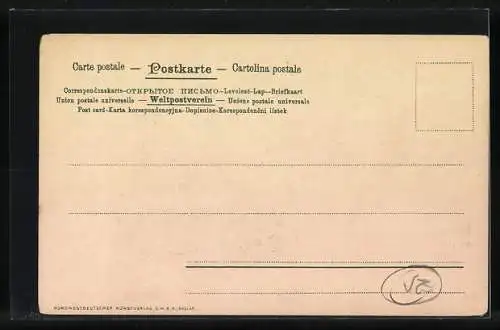 Carte postale — Postkarte — Cartolina postale
Correspondenzkarte—ОТКРЫТОЕ ПИСЬМО—Levelezö-Lap—Briefkaart
Union postale universelle — Weltpostverein — Unione postale universale
Post card-Karta korespondencyjna-Dopisnice-Korespondenční lístek